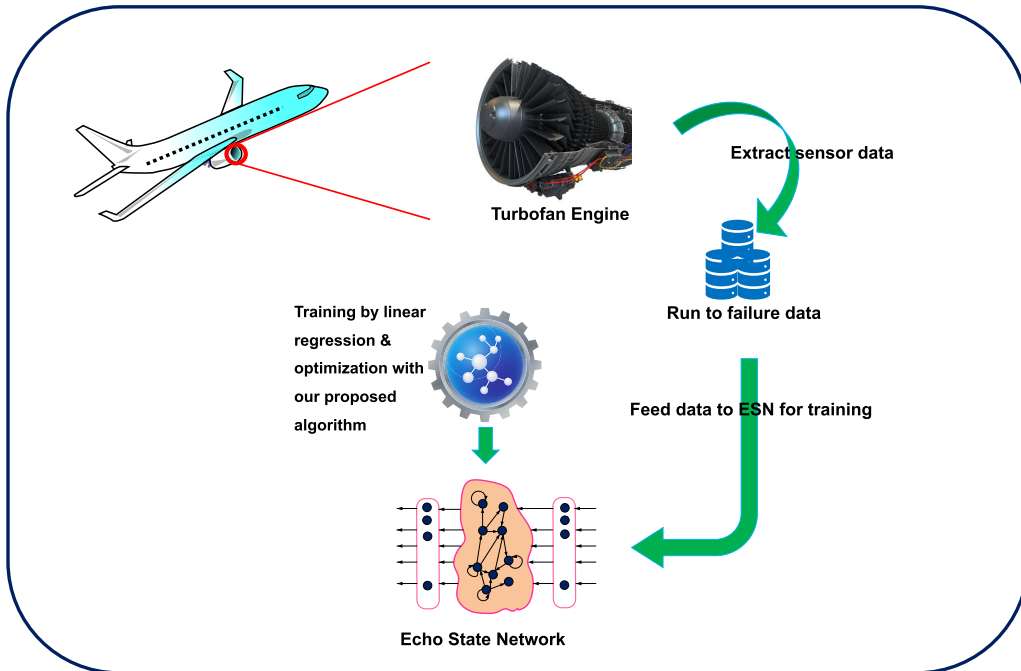 Extract sensor data
Turbofan Engine
Run to failure data
Training by linear
regression &
optimization with
our proposed
algorithm
Feed data to ESN for training
Echo State Network